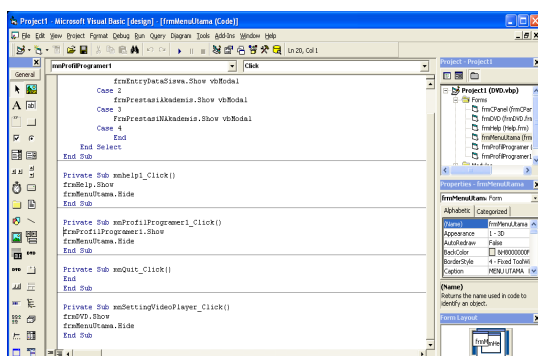 Project1 - Microsoft Visual Basic [design] - [frmMenuUtama (Code)]
File Edit View Project Format Debug Run Query Diagram Tools Add-Ins Window Help
Ln 20, Col 1
General
mnProfilProgramer1 Click
frmEntryDataSiswa.Show vbModal
Case 2
frmPrestasiAkademis.Show vbModal
Case 3
FrmPrestasiNAkademis.Show vbModal
Case 4
End
End Select
End Sub
Private Sub mnhelp1_Click()
frmHelp.Show
frmMenuUtama.Hide
End Sub
Private Sub mnProfilProgramer1_Click()
frmProfilProgramer1.Show
frmMenuUtama.Hide
End Sub
Private Sub mnQuit_Click()
End
End Sub
Private Sub mnSettingVideoPlayer_Click()
frmDVD.Show
frmMenuUtama.Hide
End Sub
Project - Project1
Project1 (DVD.vbp)
Forms
frmCPanel (frmCPar
frmDVD (frmDVD.frm
frmHelp (Help.frm)
frmMenuUtama (frm
frmProfilProgramer (
frmProfilProgramer1
Properties - frmMenuUtama
frmMenuUtama Form
Alphabetic Categorized
(Name) frmMenuUtama
Appearance 1 - 3D
AutoRedraw False
BackColor &H8000000F
BorderStyle 4 - Fixed ToolWi
Caption MENU UTAMA
(Name)
Returns the name used in code to
identify an object.
Form Layout